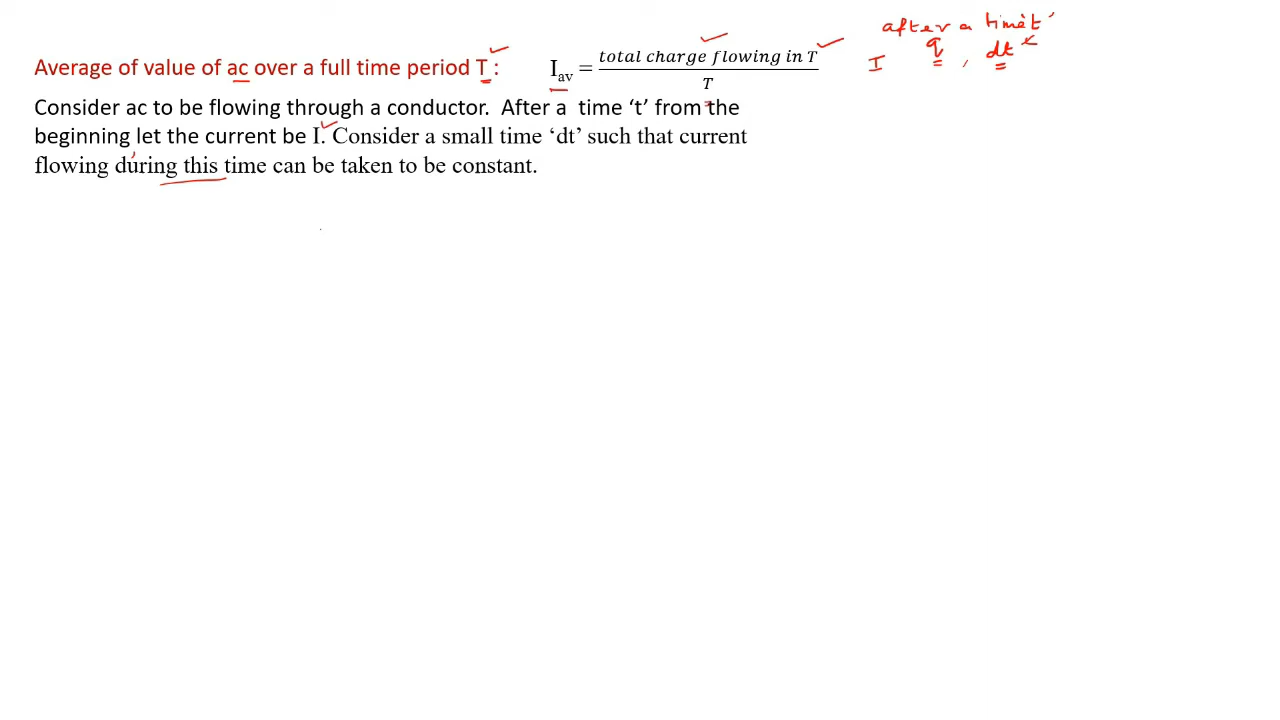 after a time 't'
I q , dt
Average of value of ac over a full time period T : I_av = total charge flowing in T / T
Consider ac to be flowing through a conductor. After a time ‘t’ from the
beginning let the current be I. Consider a small time ‘dt’ such that current
flowing during this time can be taken to be constant.